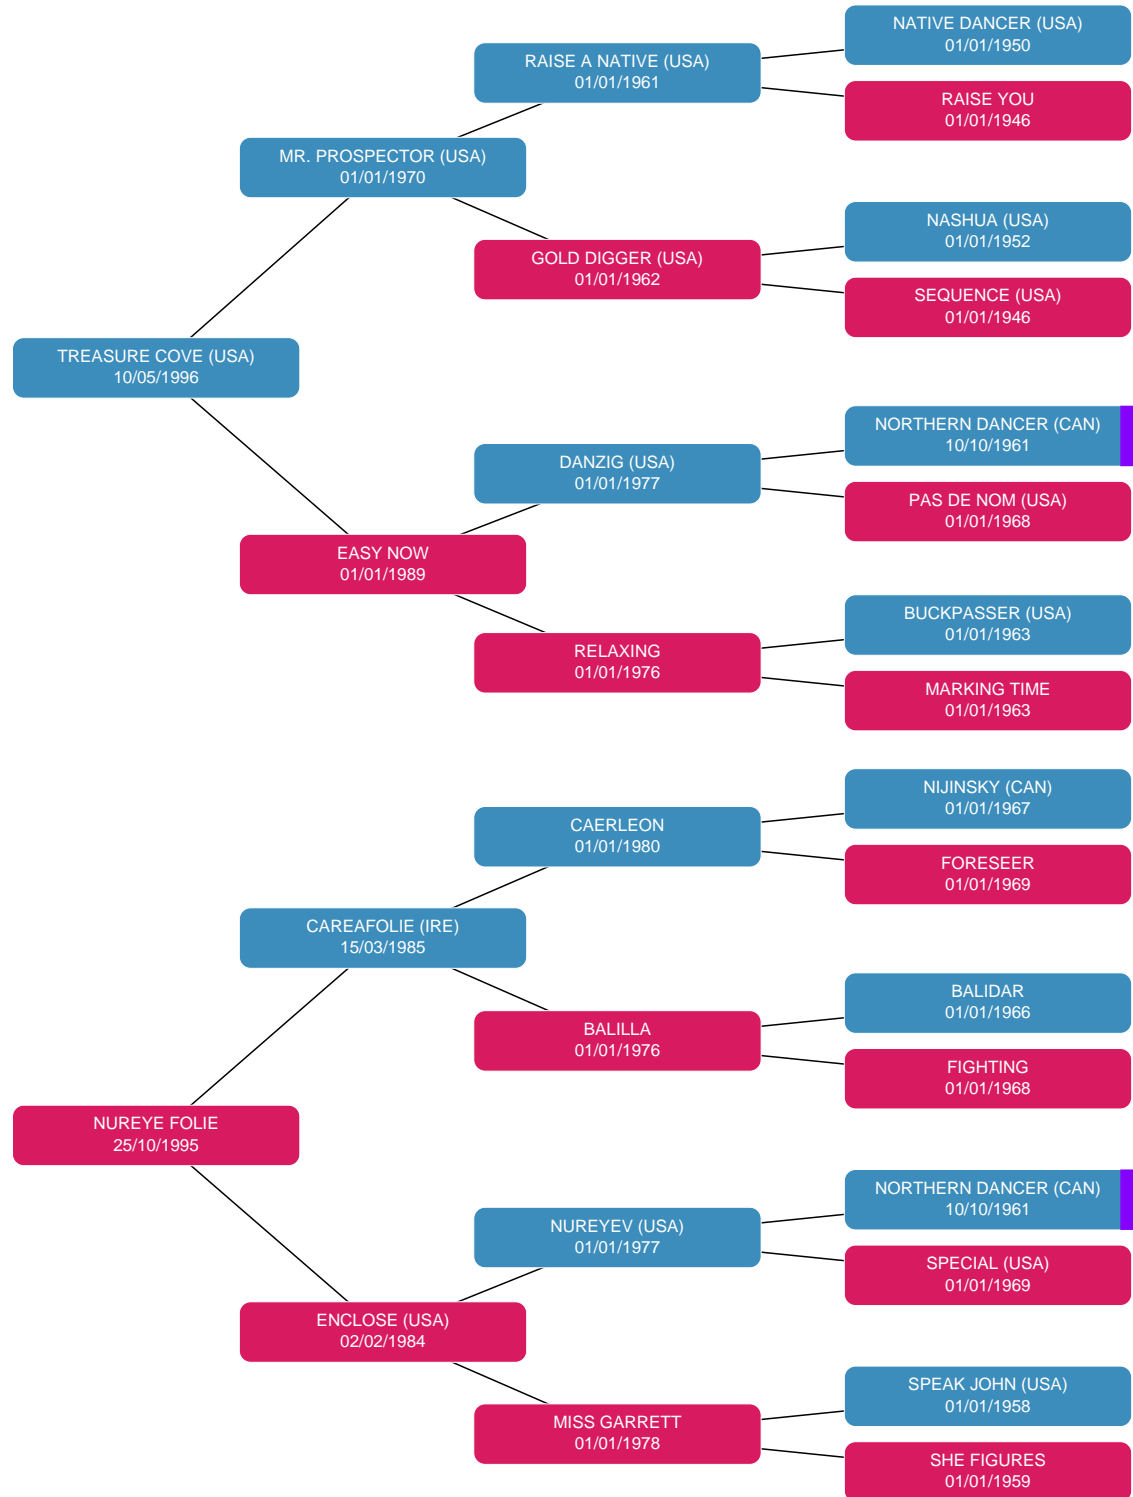 NATIVE DANCER (USA)
01/01/1950
RAISE A NATIVE (USA)
01/01/1961
RAISE YOU
01/01/1946
MR. PROSPECTOR (USA)
01/01/1970
NASHUA (USA)
01/01/1952
GOLD DIGGER (USA)
01/01/1962
SEQUENCE (USA)
01/01/1946
TREASURE COVE (USA)
10/05/1996
NORTHERN DANCER (CAN)
10/10/1961
DANZIG (USA)
01/01/1977
PAS DE NOM (USA)
01/01/1968
EASY NOW
01/01/1989
BUCKPASSER (USA)
01/01/1963
RELAXING
01/01/1976
MARKING TIME
01/01/1963
NIJINSKY (CAN)
01/01/1967
CAERLEON
01/01/1980
FORESEER
01/01/1969
CAREAFOLIE (IRE)
15/03/1985
BALIDAR
01/01/1966
BALILLA
01/01/1976
FIGHTING
01/01/1968
NUREYE FOLIE
25/10/1995
NORTHERN DANCER (CAN)
10/10/1961
NUREYEV (USA)
01/01/1977
SPECIAL (USA)
01/01/1969
ENCLOSE (USA)
02/02/1984
SPEAK JOHN (USA)
01/01/1958
MISS GARRETT
01/01/1978
SHE FIGURES
01/01/1959